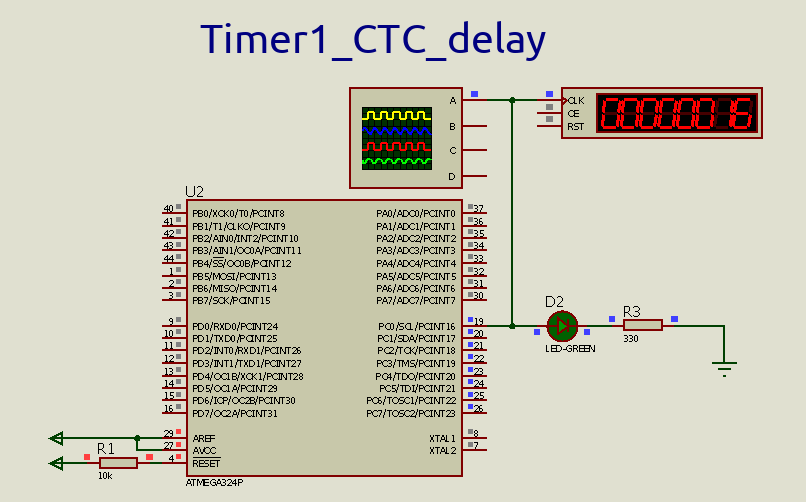 Timer1_CTC_delay
A
B
C
D
CLK
CE
RST
U2
40 PB0/XCK0/T0/PCINT8 PA0/ADC0/PCINT0 37
41 PB1/T1/CLKO/PCINT9 PA1/ADC1/PCINT1 36
42 PB2/AIN0/INT2/PCINT10 PA2/ADC2/PCINT2 35
43 PB3/AIN1/OC0A/PCINT11 PA3/ADC3/PCINT3 34
44 PB4/SS/OC0B/PCINT12 PA4/ADC4/PCINT4 33
1 PB5/MOSI/PCINT13 PA5/ADC5/PCINT5 32
2 PB6/MISO/PCINT14 PA6/ADC6/PCINT6 31
3 PB7/SCK/PCINT15 PA7/ADC7/PCINT7 30
9 PD0/RXD0/PCINT24 PC0/SCL/PCINT16 19
10 PD1/TXD0/PCINT25 PC1/SDA/PCINT17 20
11 PD2/INT0/RXD1/PCINT26 PC2/TCK/PCINT18 21
12 PD3/INT1/TXD1/PCINT27 PC3/TMS/PCINT19 22
13 PD4/OC1B/XCK1/PCINT28 PC4/TDO/PCINT20 23
14 PD5/OC1A/PCINT29 PC5/TDI/PCINT21 24
15 PD6/ICP/OC2B/PCINT30 PC6/TOSC1/PCINT22 25
16 PD7/OC2A/PCINT31 PC7/TOSC2/PCINT23 26
29 AREF XTAL1 8
27 AVCC XTAL2 7
4 RESET
ATMEGA324P
D2
LED-GREEN
R3
330
R1
10k